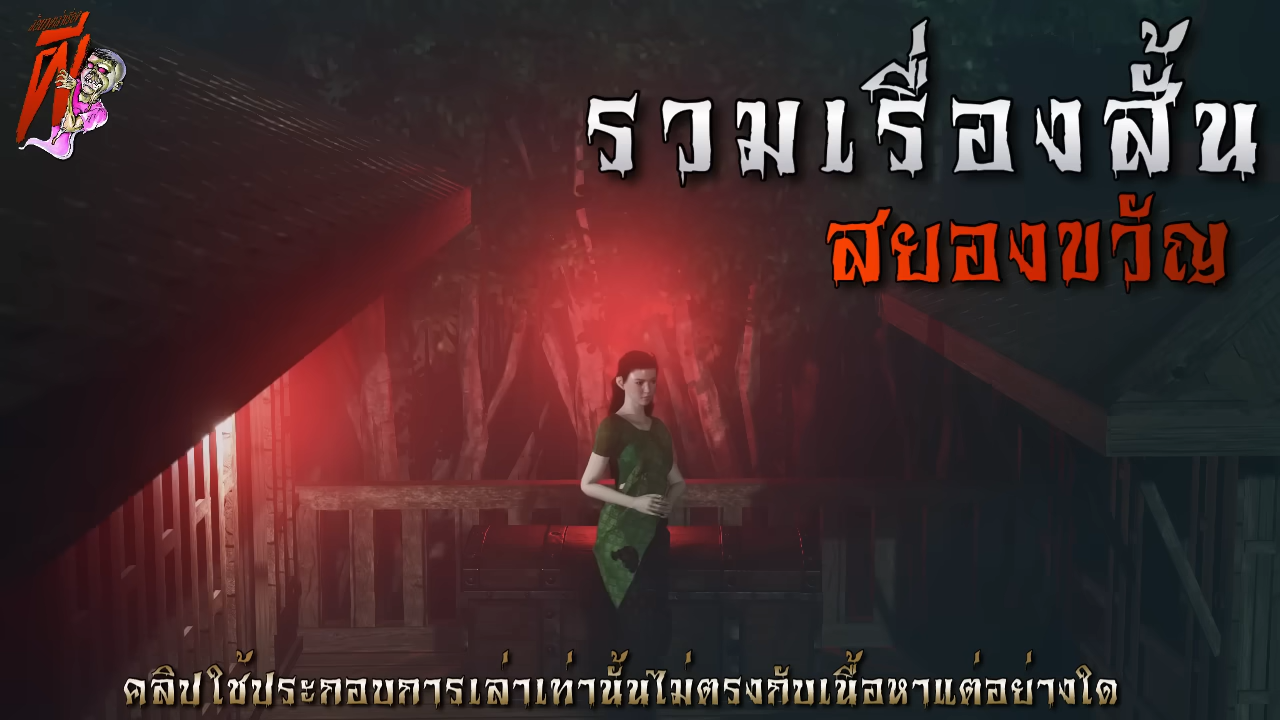 ผี
รวมเรื่องสั้น
สยองขวัญ
คลิปใช้ประกอบการเล่าเท่านั้นไม่ตรงกับเนื้อหาแต่อย่างใด